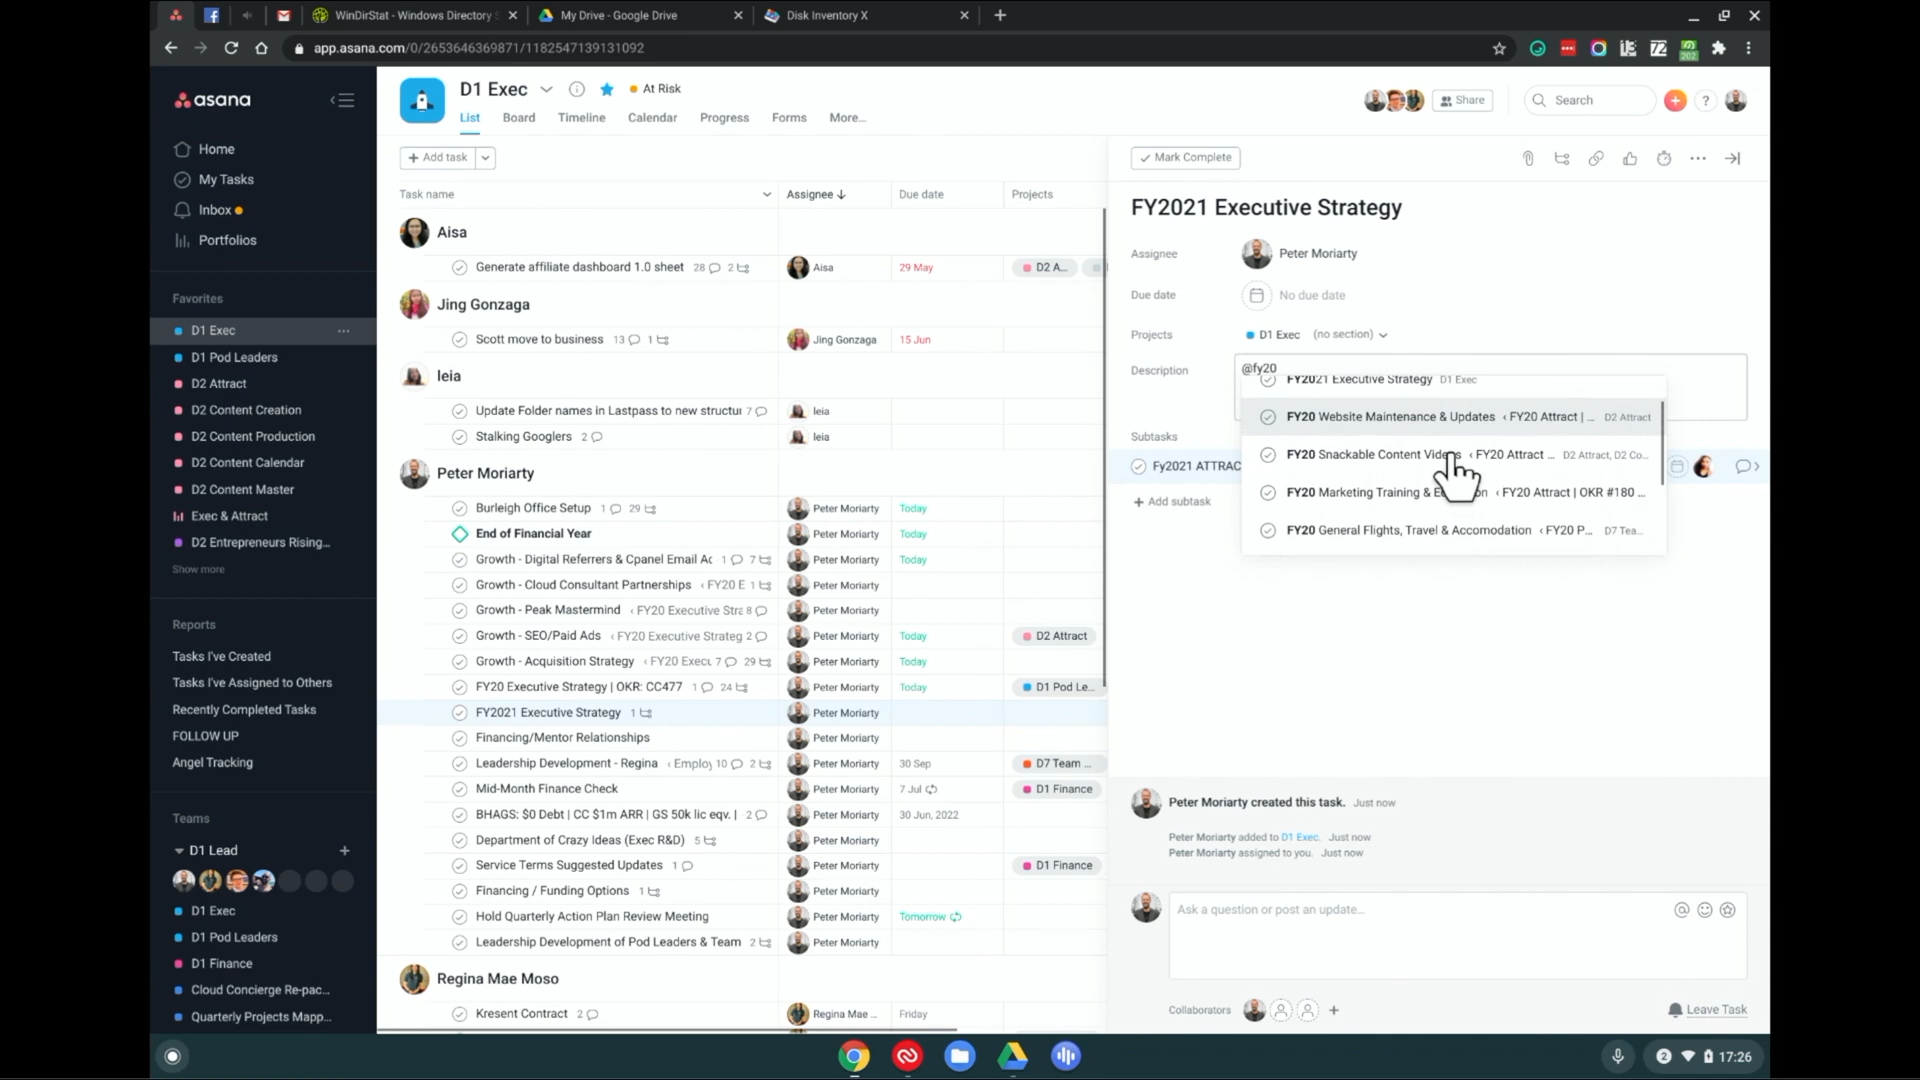 WinDirStat - Windows Directory S
My Drive - Google Drive
Disk Inventory X
app.asana.com/0/2653646369871/1182547139131092
13
72
202
asana
Home
My Tasks
Inbox
Portfolios
Favorites
D1 Exec
D1 Pod Leaders
D2 Attract
D2 Content Creation
D2 Content Production
D2 Content Calendar
D2 Content Master
Exec & Attract
D2 Entrepreneurs Rising...
Show more
Reports
Tasks I've Created
Tasks I've Assigned to Others
Recently Completed Tasks
FOLLOW UP
Angel Tracking
Teams
D1 Lead
D1 Exec
D1 Pod Leaders
D1 Finance
Cloud Concierge Re-pac...
Quarterly Projects Mapp...
D1 Exec At Risk
List Board Timeline Calendar Progress Forms More...
Share
Search
?
+ Add task
Task name Assignee ↓ Due date Projects
Aisa
Generate affiliate dashboard 1.0 sheet 28 2 Aisa 29 May D2 A...
Jing Gonzaga
Scott move to business 13 1 Jing Gonzaga 15 Jun
leia
Update Folder names in Lastpass to new structur 7 leia
Stalking Googlers 2 leia
Peter Moriarty
Burleigh Office Setup 1 29 Peter Moriarty Today
End of Financial Year Peter Moriarty Today
Growth - Digital Referrers & Cpanel Email Ac 1 7 Peter Moriarty Today
Growth - Cloud Consultant Partnerships ‹ FY20 E 1 Peter Moriarty
Growth - Peak Mastermind ‹ FY20 Executive Stra 8 Peter Moriarty
Growth - SEO/Paid Ads ‹ FY20 Executive Strateg 2 Peter Moriarty Today D2 Attract
Growth - Acquisition Strategy ‹ FY20 Execu 7 29 Peter Moriarty Today
FY20 Executive Strategy | OKR: CC477 1 24 Peter Moriarty Today D1 Pod Le...
FY2021 Executive Strategy 1 Peter Moriarty
Financing/Mentor Relationships Peter Moriarty
Leadership Development - Regina ‹ Employ 10 2 Peter Moriarty 30 Sep D7 Team ...
Mid-Month Finance Check Peter Moriarty 7 Jul D1 Finance
BHAGS: $0 Debt | CC $1m ARR | GS 50k lic eqv. | 2 Peter Moriarty 30 Jun, 2022
Department of Crazy Ideas (Exec R&D) 5 Peter Moriarty
Service Terms Suggested Updates 1 Peter Moriarty D1 Finance
Financing / Funding Options 1 Peter Moriarty
Hold Quarterly Action Plan Review Meeting Peter Moriarty Tomorrow
Leadership Development of Pod Leaders & Team 2 Peter Moriarty
Regina Mae Moso
Kresent Contract 2 Regina Mae ... Friday
Mark Complete
FY2021 Executive Strategy
Assignee Peter Moriarty
Due date No due date
Projects D1 Exec (no section)
Description @fy20
FY2021 Executive Strategy D1 Exec
FY20 Website Maintenance & Updates ‹ FY20 Attract | ... D2 Attract
FY20 Snackable Content Videos ‹ FY20 Attract ... D2 Attract, D2 Co...
FY20 Marketing Training & ‹ FY20 Attract | OKR #180 ...
FY20 General Flights, Travel & Accomodation ‹ FY20 P... D7 Tea...
Subtasks
Fy2021 ATTRAC
+ Add subtask
Peter Moriarty created this task. Just now
Peter Moriarty added to D1 Exec. Just now
Peter Moriarty assigned to you. Just now
Ask a question or post an update...
Collaborators
Leave Task
2 17:26